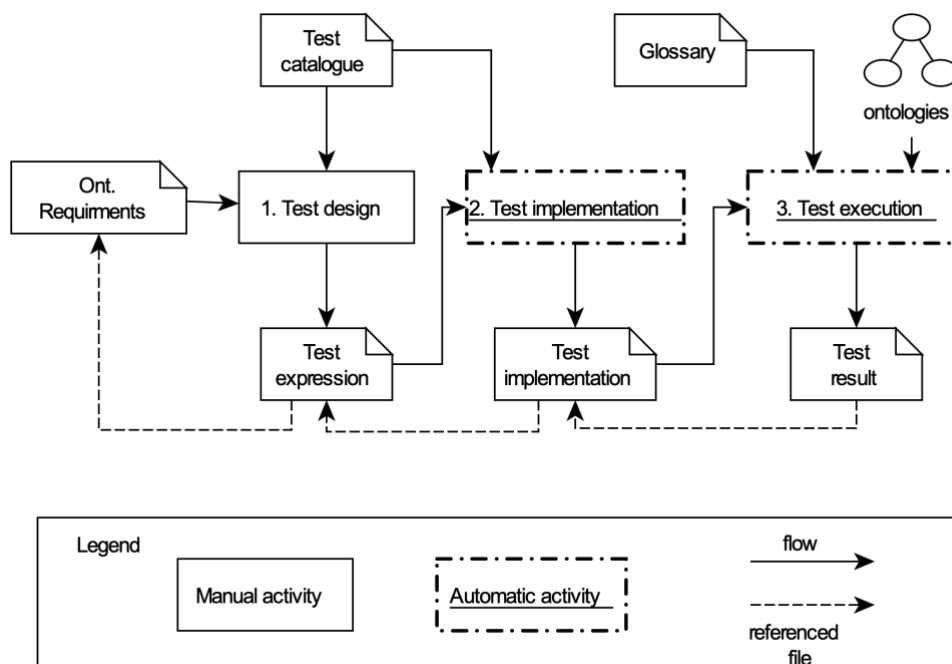 Test
catalogue
Glossary
ontologies
Ont.
Requirments
1. Test design
2. Test implementation
3. Test execution
Test
expression
Test
implementation
Test
result
Legend
Manual activity
Automatic activity
flow
referenced
file